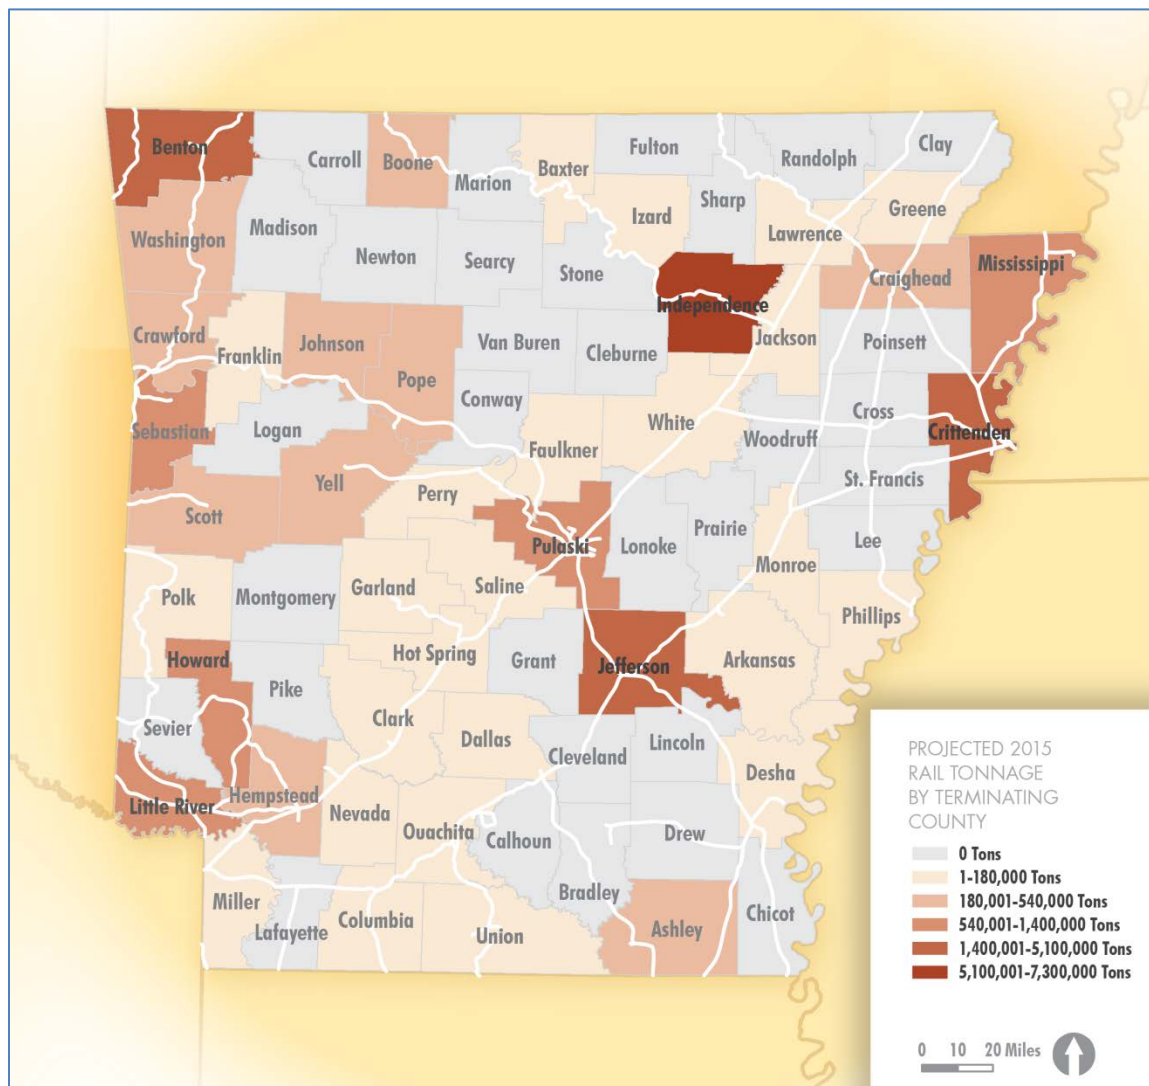 Benton
Carroll
Boone
Marion
Baxter
Fulton
Randolph
Clay
Sharp
Izard
Lawrence
Greene
Washington
Madison
Newton
Searcy
Stone
Independence
Craighead
Mississippi
Crawford
Franklin
Johnson
Pope
Van Buren
Cleburne
Jackson
Poinsett
Sebastian
Logan
Conway
Faulkner
White
Woodruff
Cross
Crittenden
Scott
Yell
Perry
St. Francis
Pulaski
Lonoke
Prairie
Lee
Polk
Montgomery
Garland
Saline
Monroe
Phillips
Howard
Pike
Hot Spring
Grant
Jefferson
Arkansas
Sevier
Clark
Dallas
Cleveland
Lincoln
Desha
Little River
Hempstead
Nevada
Ouachita
Calhoun
Drew
Miller
Lafayette
Columbia
Union
Bradley
Ashley
Chicot
PROJECTED 2015
RAIL TONNAGE
BY TERMINATING
COUNTY
0 Tons
1-180,000 Tons
180,001-540,000 Tons
540,001-1,400,000 Tons
1,400,001-5,100,000 Tons
5,100,001-7,300,000 Tons
0 10 20 Miles